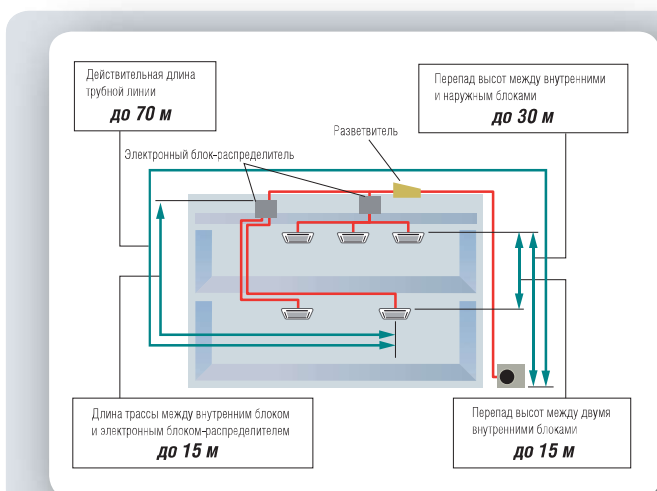 Действительная длина
трубной линии
до 70 м
Перепад высот между внутренними
и наружным блоками
до 30 м
Разветвитель
Электронный блок-распределитель
Длина трассы между внутренним блоком
и электронным блоком-распределителем
до 15 м
Перепад высот между двумя
внутренними блоками
до 15 м